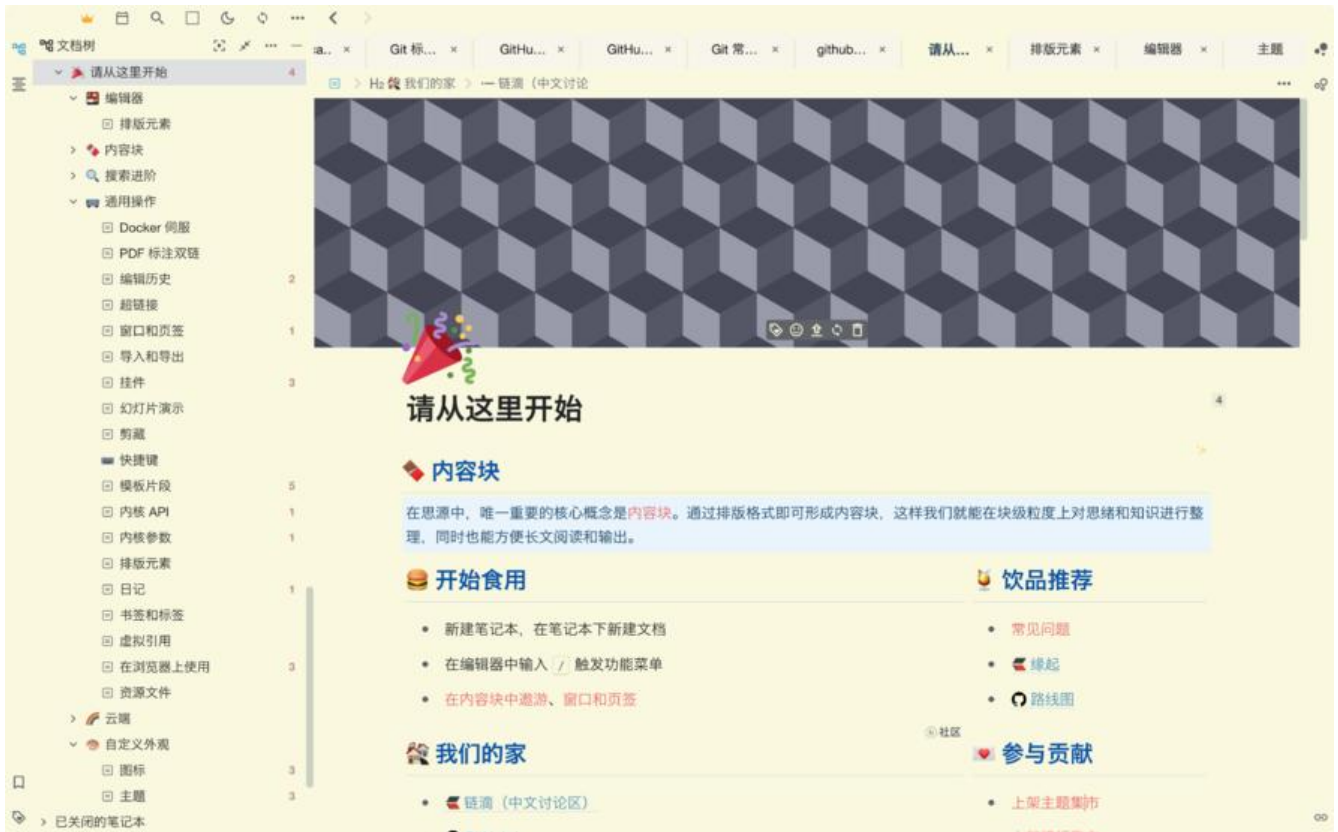 文档树
请从这里开始 4
编辑器
排版元素
内容块
搜索进阶
通用操作
Docker 伺服
PDF 标注双链
编辑历史 2
超链接
窗口和页签 1
导入和导出
挂件 3
幻灯片演示
剪藏
快捷键
模板片段 5
内核 API 1
内核参数 1
排版元素
日记 1
书签和标签
虚拟引用
在浏览器上使用 3
资源文件
云端
自定义外观
图标 3
主题 3
已关闭的笔记本
Git 标... × GitHu... × GitHu... × Git 常... × github... × 请从... × 排版元素 × 编辑器 × 主题
H2 我们的家 > 链滴（中文讨论
请从这里开始 4
内容块
在思源中，唯一重要的核心概念是内容块。通过排版格式即可形成内容块，这样我们就能在块级粒度上对思绪和知识进行整
理，同时也能方便长文阅读和输出。
开始食用
• 新建笔记本，在笔记本下新建文档
• 在编辑器中输入 / 触发功能菜单
• 在内容块中遨游、窗口和页签
饮品推荐
• 常见问题
• 缘起
• 路线图
社区
我们的家
• 链滴（中文讨论区）
参与贡献
• 上架主题集市